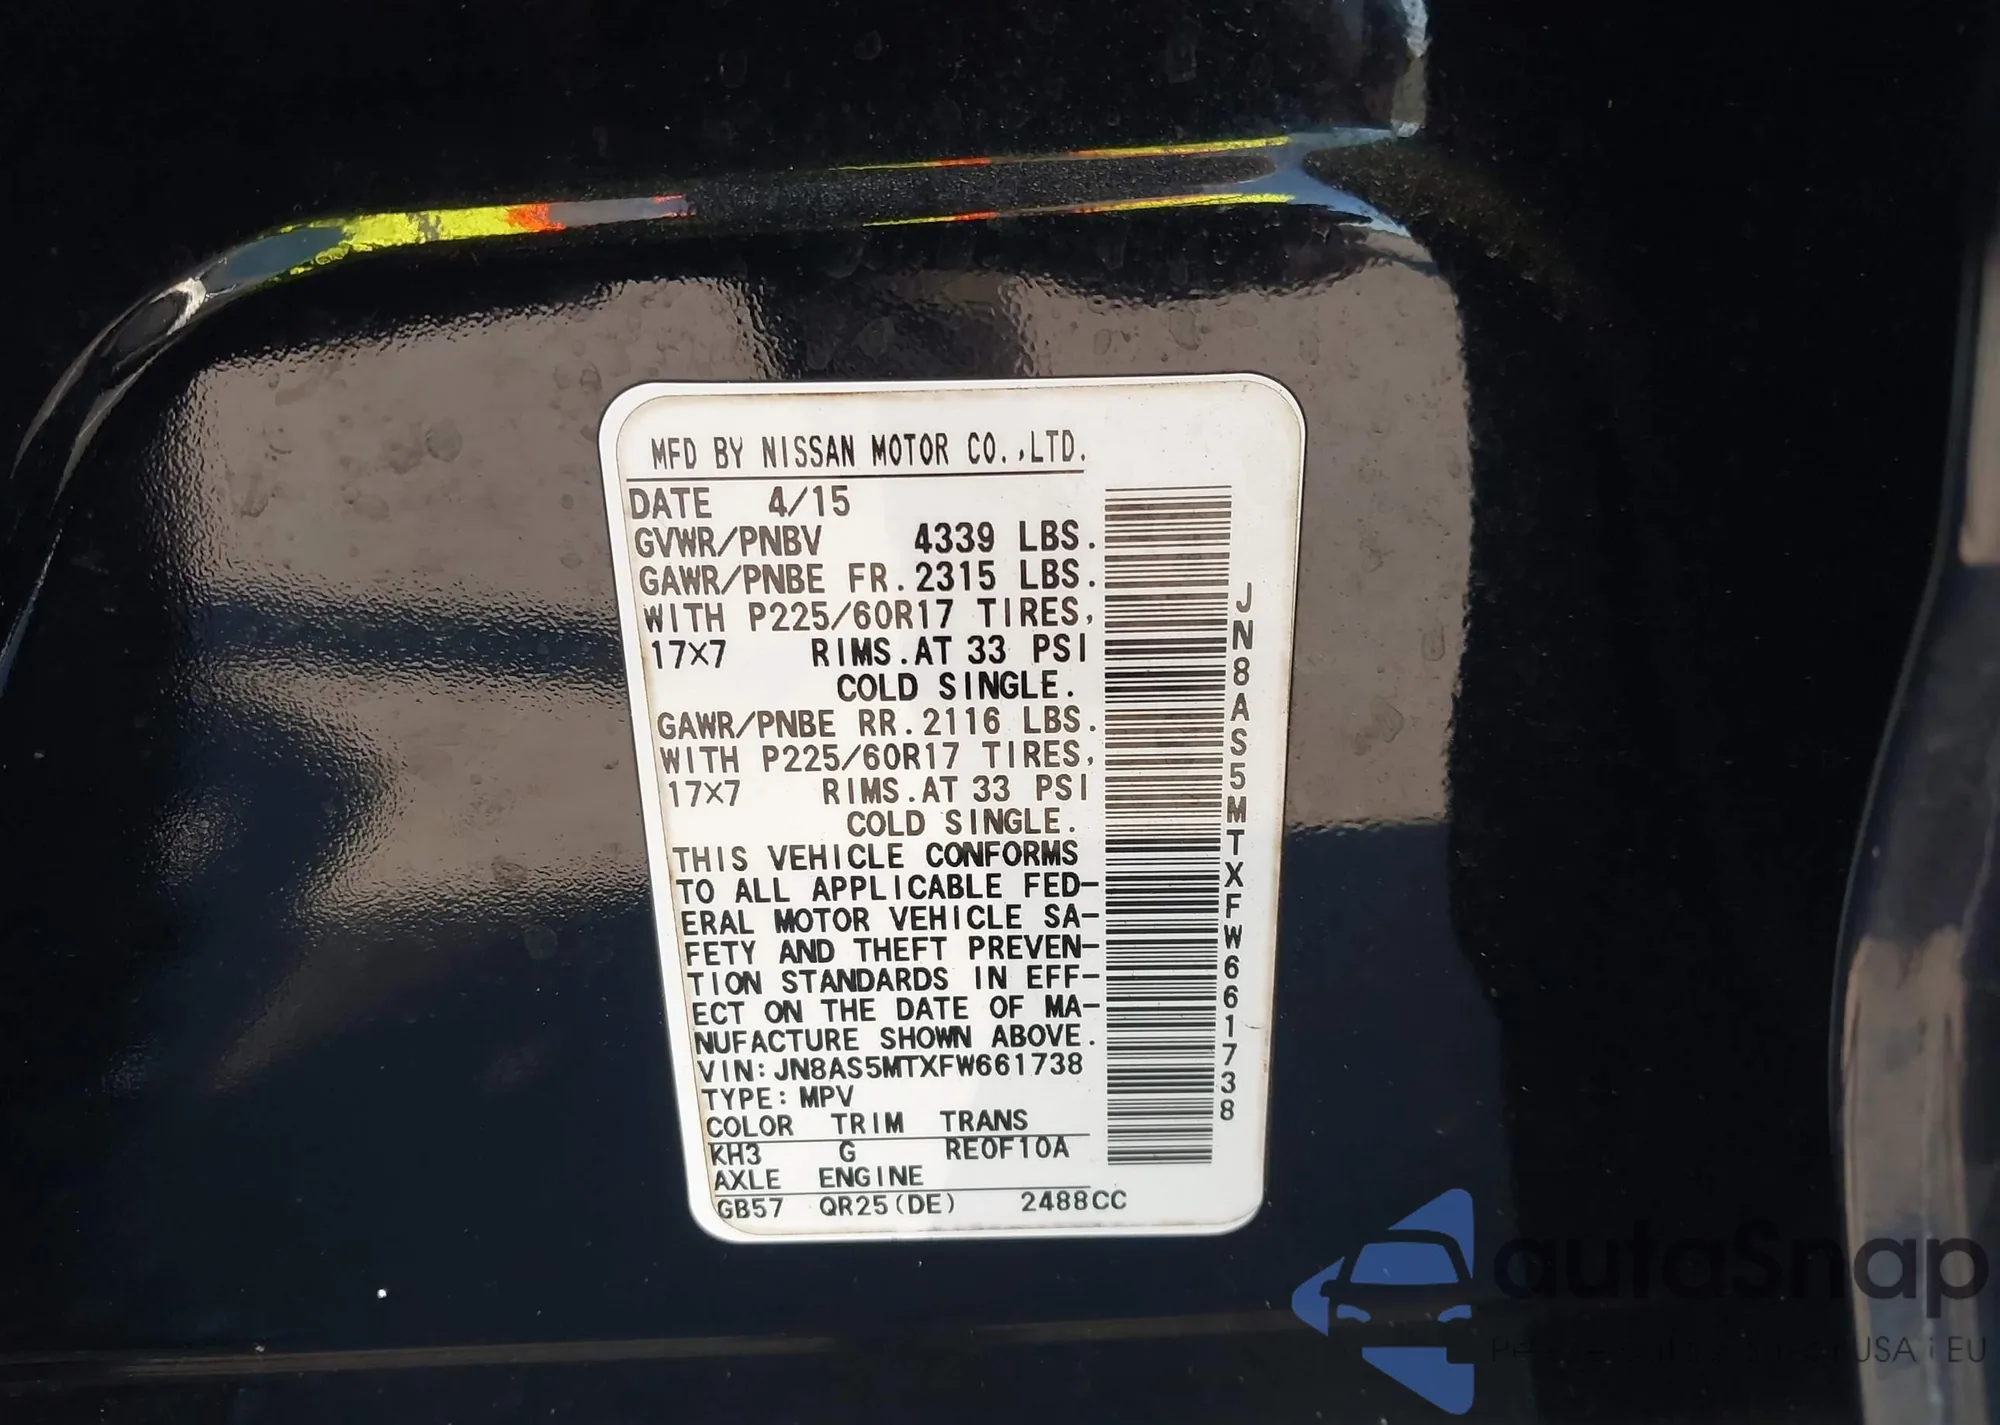 MFD BY NISSAN MOTOR CO.,LTD.
DATE 4/15
GVWR/PNBV 4339 LBS.
GAWR/PNBE FR.2315 LBS.
WITH P225/60R17 TIRES,
17X7 RIMS.AT 33 PSI
COLD SINGLE.
GAWR/PNBE RR.2116 LBS.
WITH P225/60R17 TIRES,
17X7 RIMS.AT 33 PSI
COLD SINGLE.
THIS VEHICLE CONFORMS
TO ALL APPLICABLE FED-
ERAL MOTOR VEHICLE SA-
FETY AND THEFT PREVEN-
TION STANDARDS IN EFF-
ECT ON THE DATE OF MA-
NUFACTURE SHOWN ABOVE.
VIN:JN8AS5MTXFW661738
TYPE:MPV
COLOR TRIM TRANS
KH3 G RE0F10A
AXLE ENGINE
GB57 QR25(DE) 2488CC
JN8AS5MTXFW661738
autoSnap
USA i EU